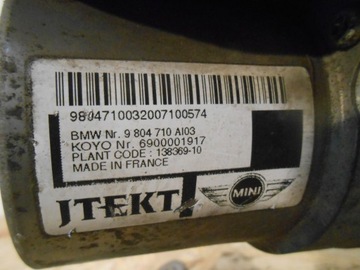 9804710032007100574
BMW Nr. 9 804 710 AI03
KOYO Nr. 6900001917
PLANT CODE : 138369-10
MADE IN FRANCE
JTEKT
MINI